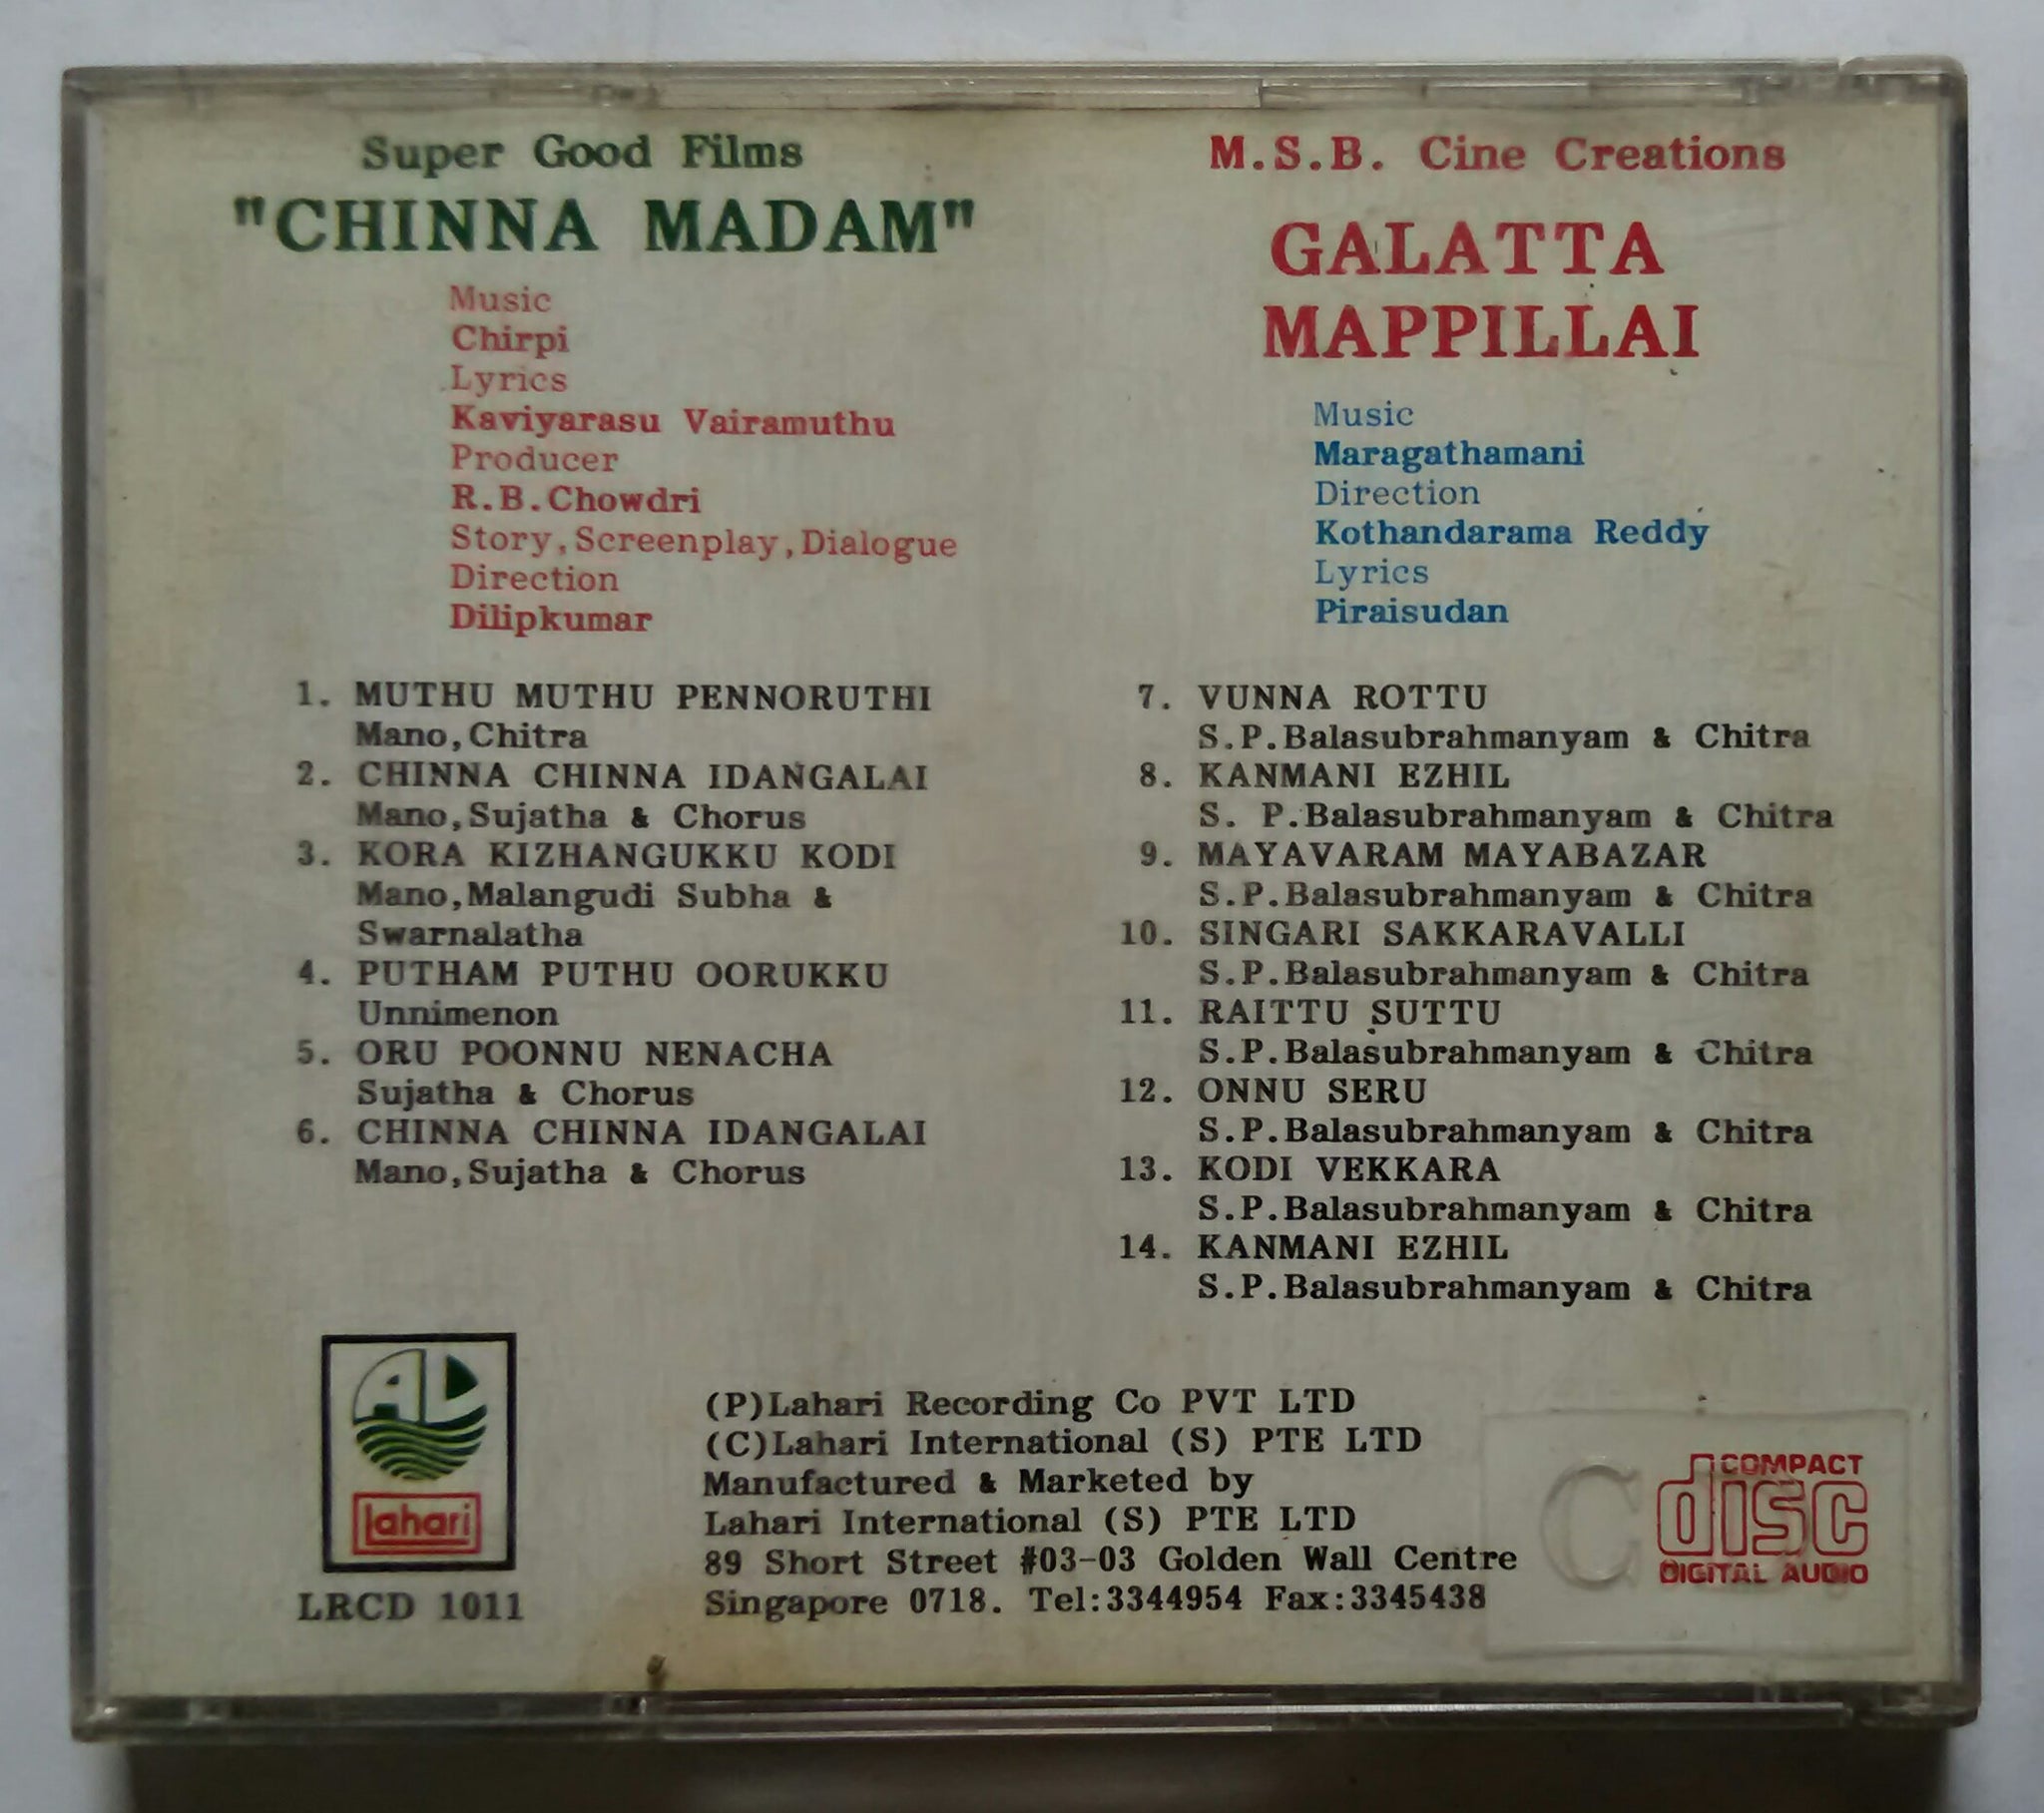 Super Good Films
"CHINNA MADAM"
Music
Chirpi
Lyrics
Kaviyarasu Vairamuthu
Producer
R.B.Chowdri
Story,Screenplay,Dialogue
Direction
Dilipkumar
1. MUTHU MUTHU PENNORUTHI
Mano,Chitra
2. CHINNA CHINNA IDANGALAI
Mano,Sujatha & Chorus
3. KORA KIZHANGUKKU KODI
Mano,Malangudi Subha &
Swarnalatha
4. PUTHAM PUTHU OORUKKU
Unnimenon
5. ORU POONNU NENACHA
Sujatha & Chorus
6. CHINNA CHINNA IDANGALAI
Mano,Sujatha & Chorus
M.S.B. Cine Creations
GALATTA
MAPPILLAI
Music
Maragathamani
Direction
Kothandarama Reddy
Lyrics
Piraisudan
7. VUNNA ROTTU
S.P.Balasubrahmanyam & Chitra
8. KANMANI EZHIL
S. P.Balasubrahmanyam & Chitra
9. MAYAVARAM MAYABAZAR
S.P.Balasubrahmanyam & Chitra
10. SINGARI SAKKARAVALLI
S.P.Balasubrahmanyam & Chitra
11. RAITTU SUTTU
S.P.Balasubrahmanyam & Chitra
12. ONNU SERU
S.P.Balasubrahmanyam & Chitra
13. KODI VEKKARA
S.P.Balasubrahmanyam & Chitra
14. KANMANI EZHIL
S.P.Balasubrahmanyam & Chitra
lahari
LRCD 1011
(P)Lahari Recording Co PVT LTD
(C)Lahari International (S) PTE LTD
Manufactured & Marketed by
Lahari International (S) PTE LTD
89 Short Street #03-03 Golden Wall Centre
Singapore 0718. Tel:3344954 Fax:3345438
COMPACT
disc
DIGITAL AUDIO